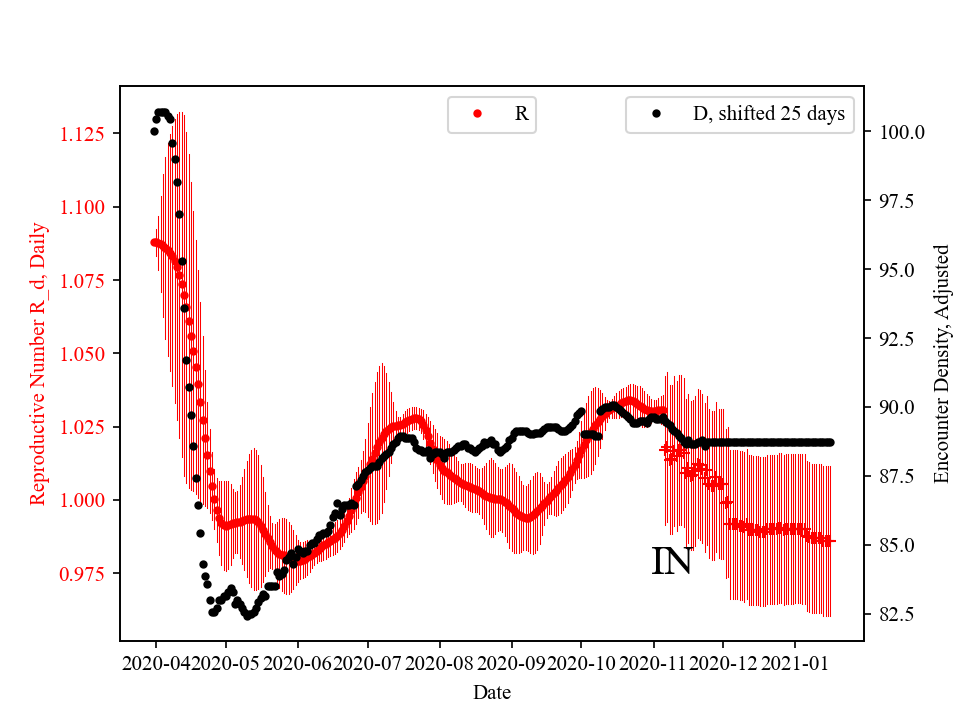 R
D, shifted 25 days
Reproductive Number R_d, Daily
1.125
1.100
1.075
1.050
1.025
1.000
0.975
100.0
97.5
95.0
92.5
90.0
87.5
85.0
82.5
Encounter Density, Adjusted
IN
2020-04 2020-05 2020-06 2020-07 2020-08 2020-09 2020-10 2020-11 2020-12 2021-01
Date